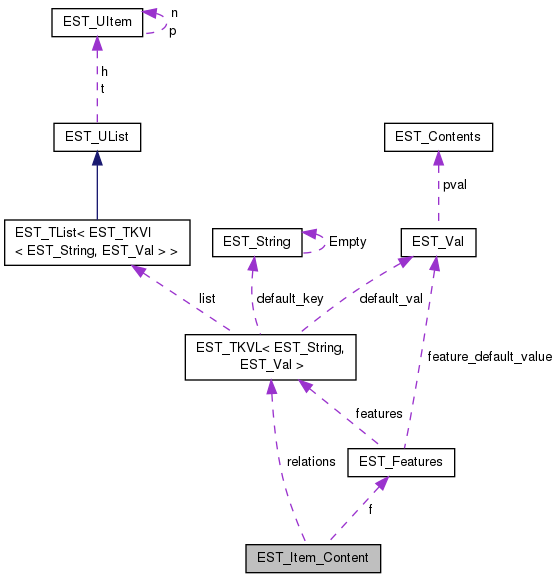 EST_UItem
n
p
h
t
EST_UList
EST_Contents
pval
EST_TList< EST_TKVI
< EST_String, EST_Val > >
EST_String
Empty
EST_Val
list
default_key
default_val
EST_TKVL< EST_String,
EST_Val >
feature_default_value
features
relations
EST_Features
f
EST_Item_Content